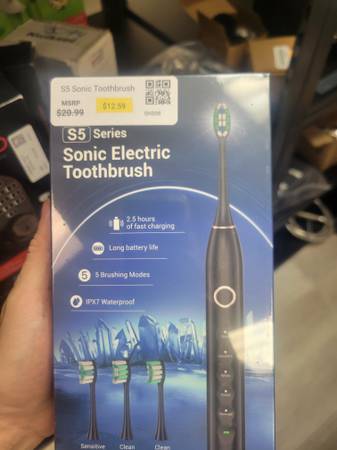 S5 Sonic Toothbrush
MSRP
$20.99
$12.59
S5 Series
Sonic Electric
Toothbrush
2.5 hours
of fast charging
Long battery life
5
5 Brushing Modes
IPX7 Waterproof
Sensitive
Clean
Clean